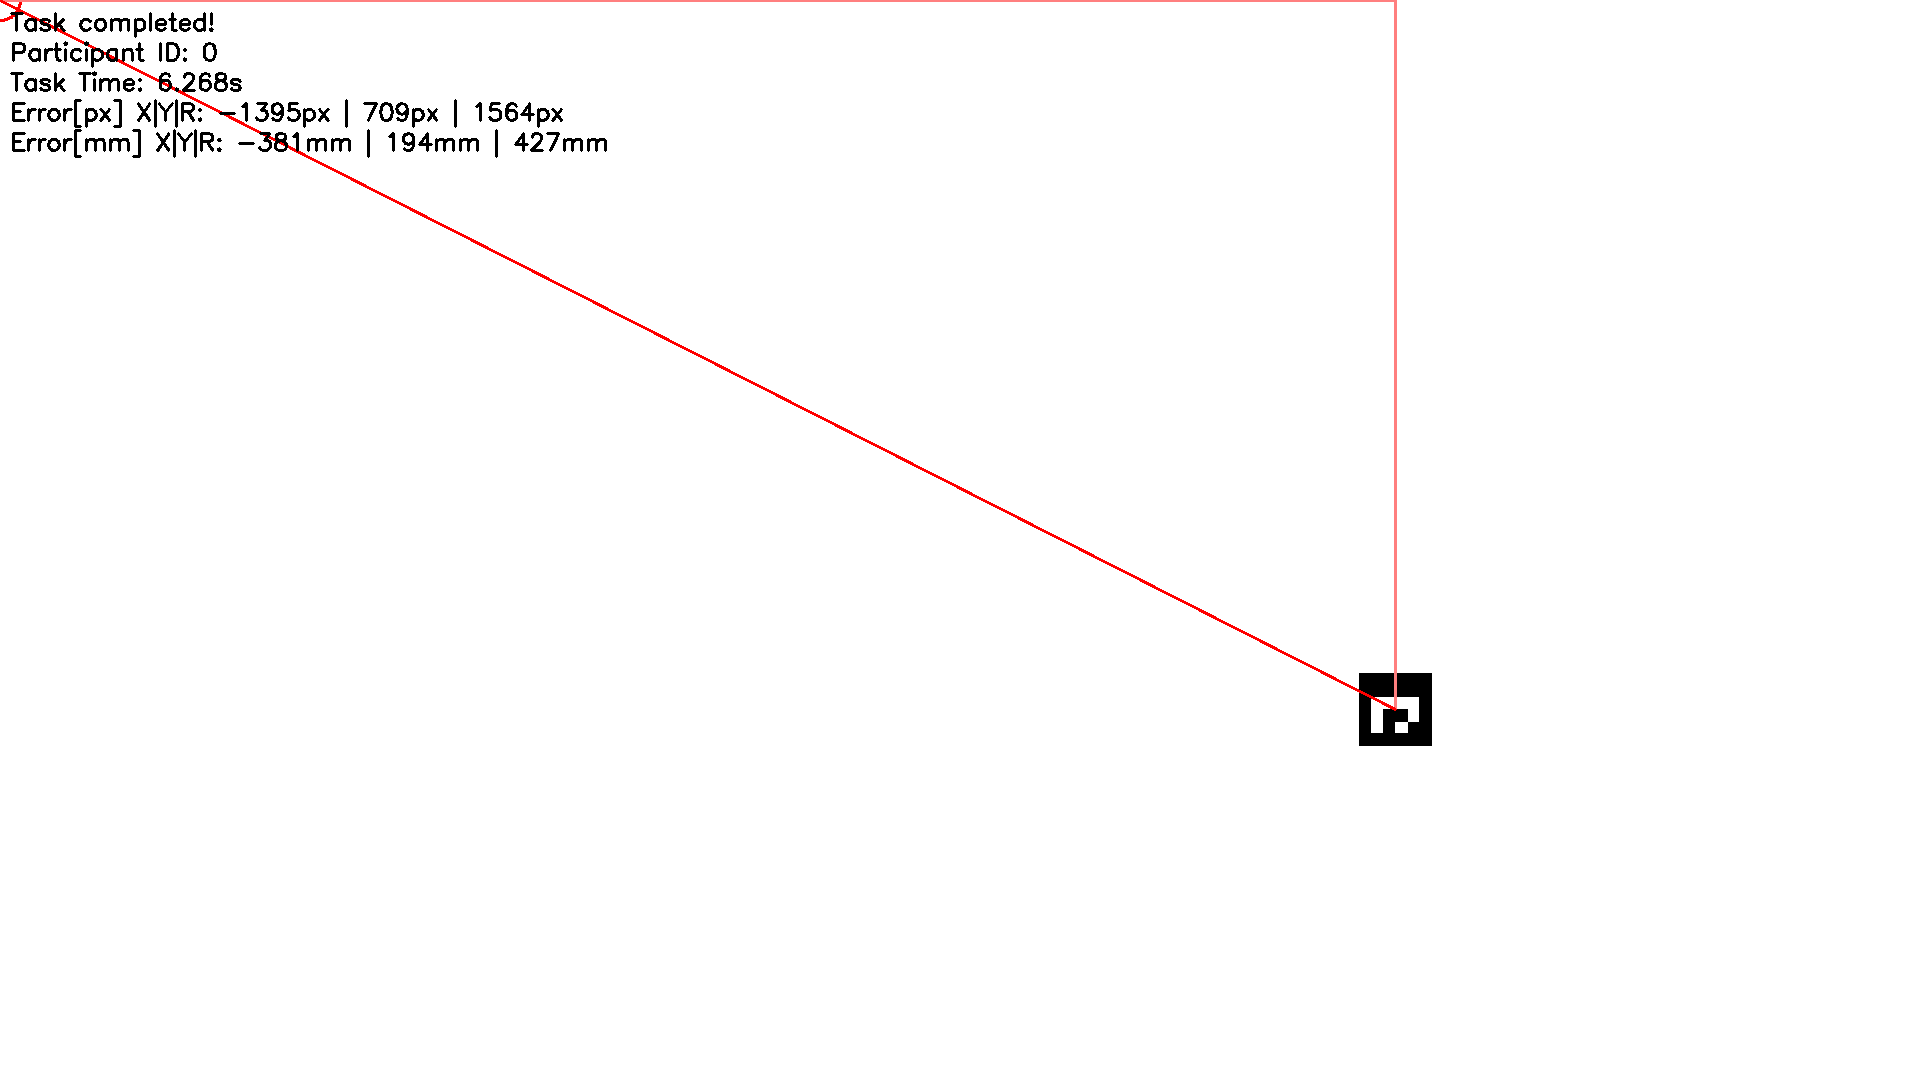 Task completed!
Participant ID: 0
Task Time: 6.268s
Error[px] X|Y|R: -1395px | 709px | 1564px
Error[mm] X|Y|R: -381mm | 194mm | 427mm